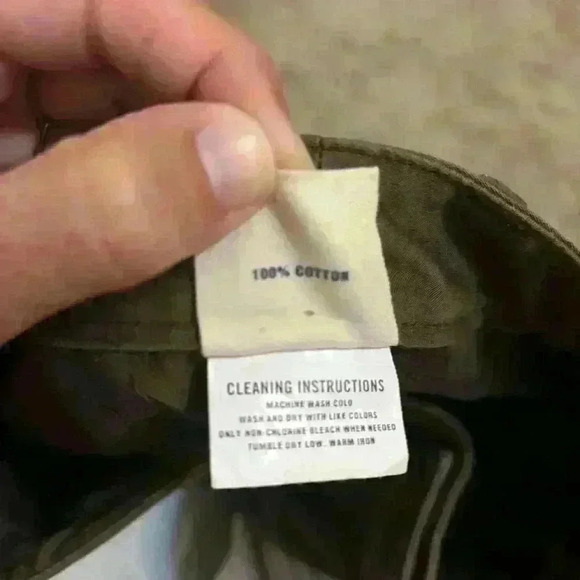 100% COTTON
CLEANING INSTRUCTIONS
MACHINE WASH COLD
WASH AND DRY WITH LIKE COLORS
ONLY NON-CHLORINE BLEACH WHEN NEEDED
TUMBLE DRY LOW. WARM IRON